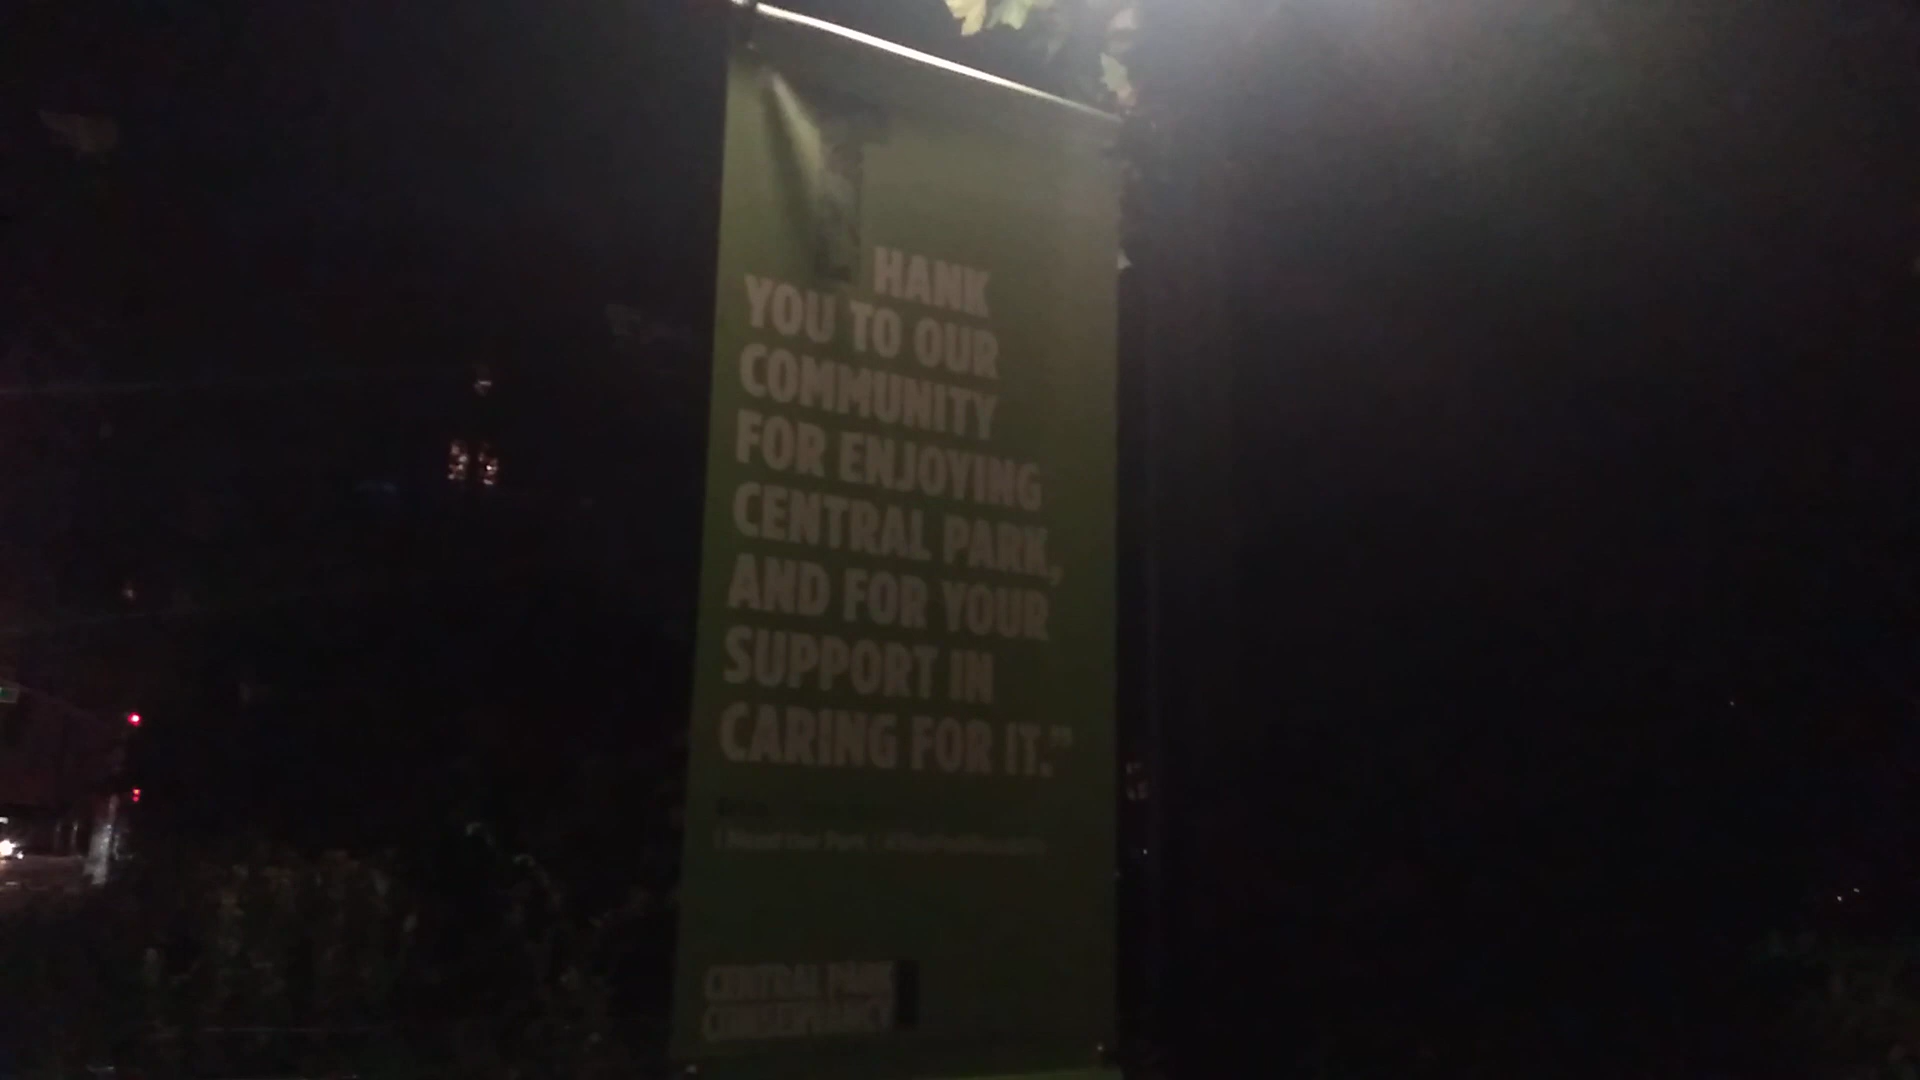 HANK
YOU TO OUR
COMMUNITY
FOR ENJOYING
CENTRAL PARK,
AND FOR YOUR
SUPPORT IN
CARING FOR IT."
CENTRAL PARK
CONSERVANCY